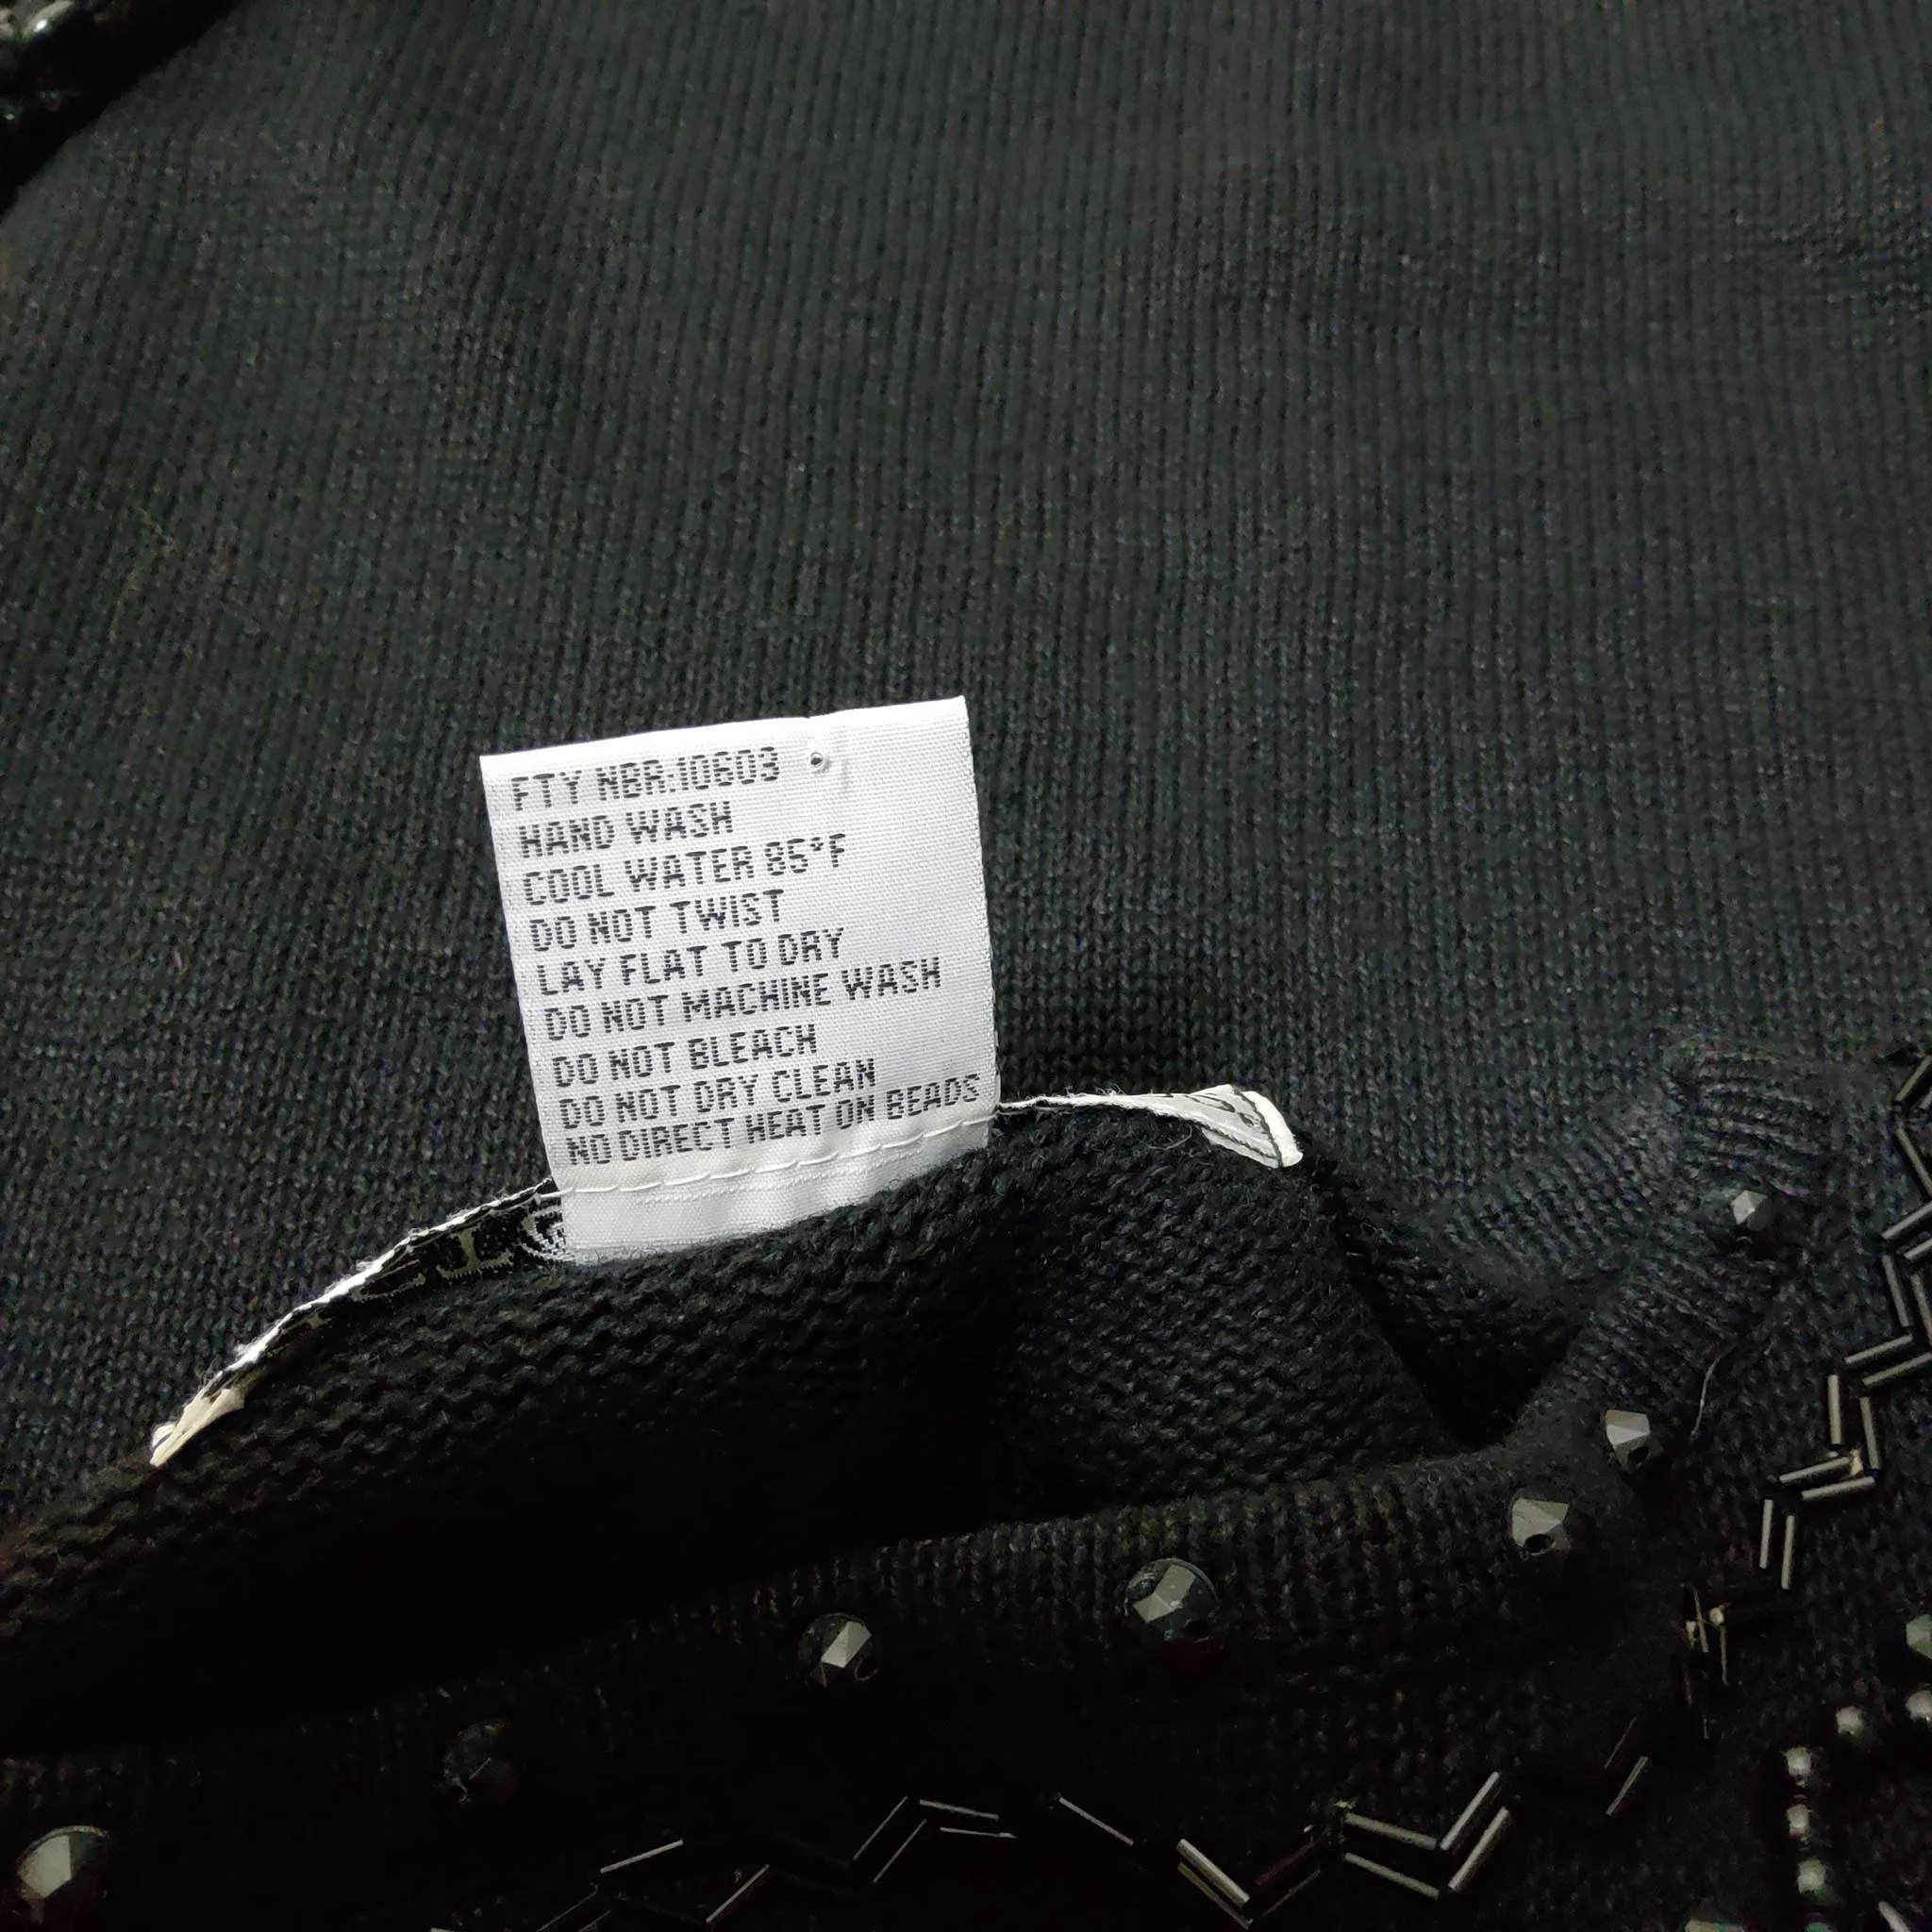 FTY NBR:10603
HAND WASH
COOL WATER 85°F
DO NOT TWIST
LAY FLAT TO DRY
DO NOT MACHINE WASH
DO NOT BLEACH
DO NOT DRY CLEAN
NO DIRECT HEAT ON BEADS